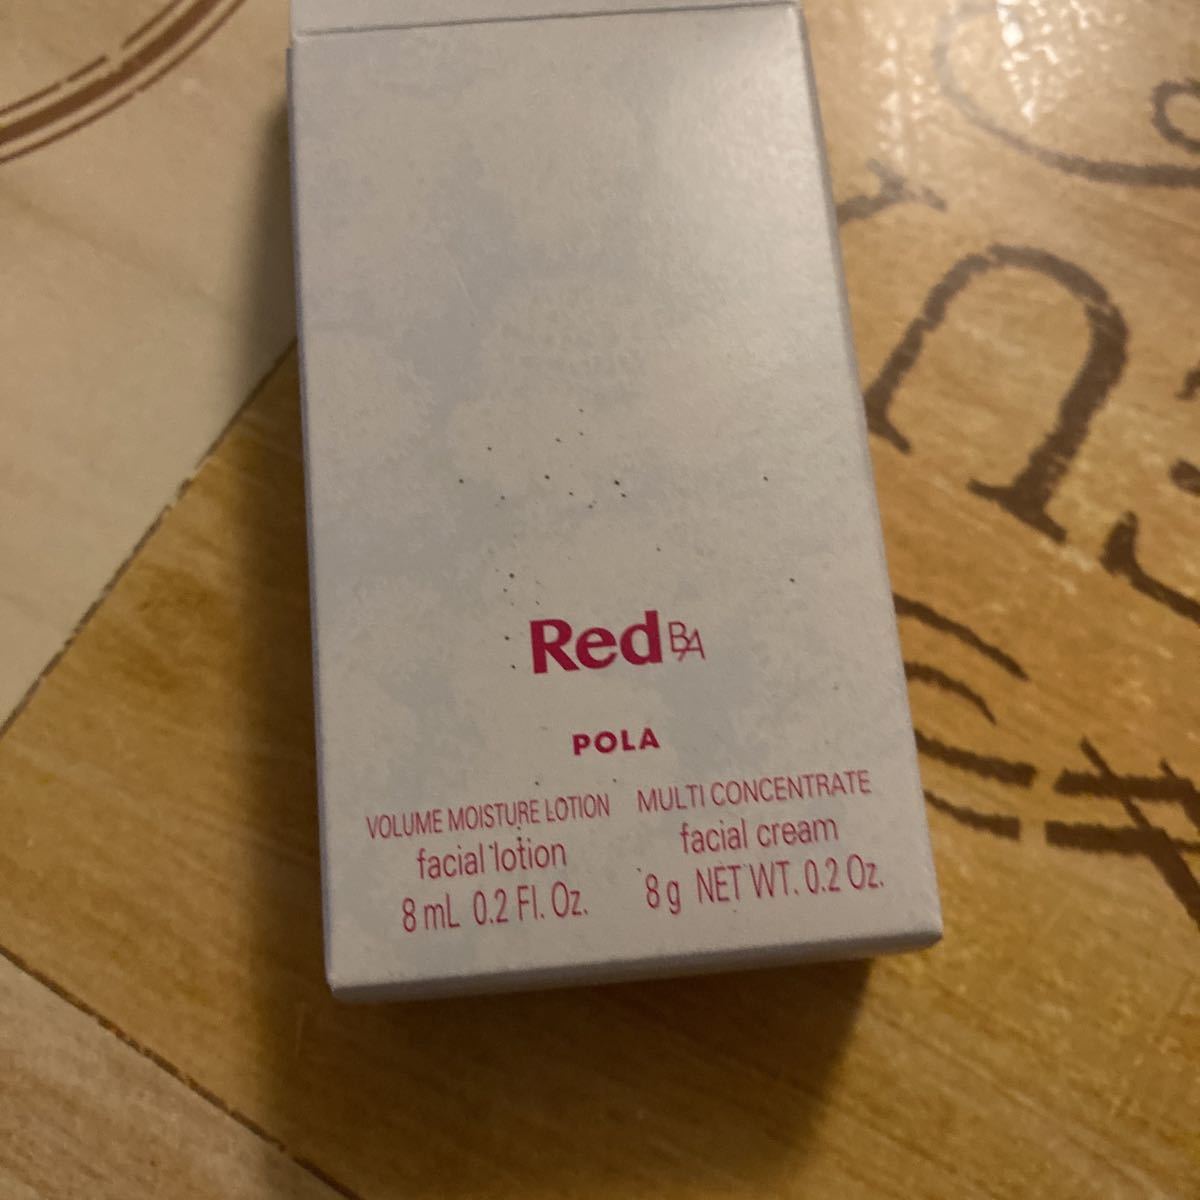 Red BA
POLA
VOLUME MOISTURE LOTION
facial lotion
8 mL 0.2 Fl. Oz.
MULTI CONCENTRATE
facial cream
8 g NET WT. 0.2 Oz.